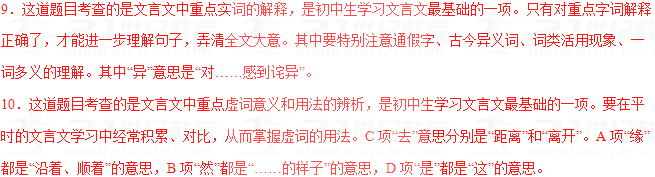 9．这道题目考查的是文言文中重点实词的解释，是初中生学习文言文最基础的一项。只有对重点字词解释
正确了，才能进一步理解句子，弄清全文大意。其中要特别注意通假字、古今异义词、词类活用现象、一
词多义的理解。其中“异”意思是“对……感到诧异”。
10．这道题目考查的是文言文中重点虚词意义和用法的辨析，是初中生学习文言文最基础的一项。要在平
时的文言文学习中经常积累、对比，从而掌握虚词的用法。C 项“去”意思分别是“距离”和“离开”。A 项“缘”
都是“沿着、顺着”的意思，B 项“然”都是“……的样子”的意思，D 项“是”都是“这”的意思。